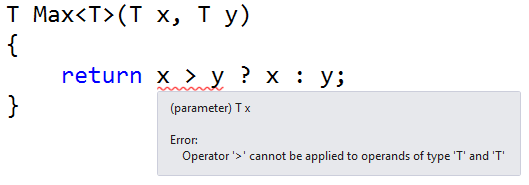 T Max<T>(T x, T y)
{
    return x > y ? x : y;
}
(parameter) T x
Error:
    Operator '>' cannot be applied to operands of type 'T' and 'T'